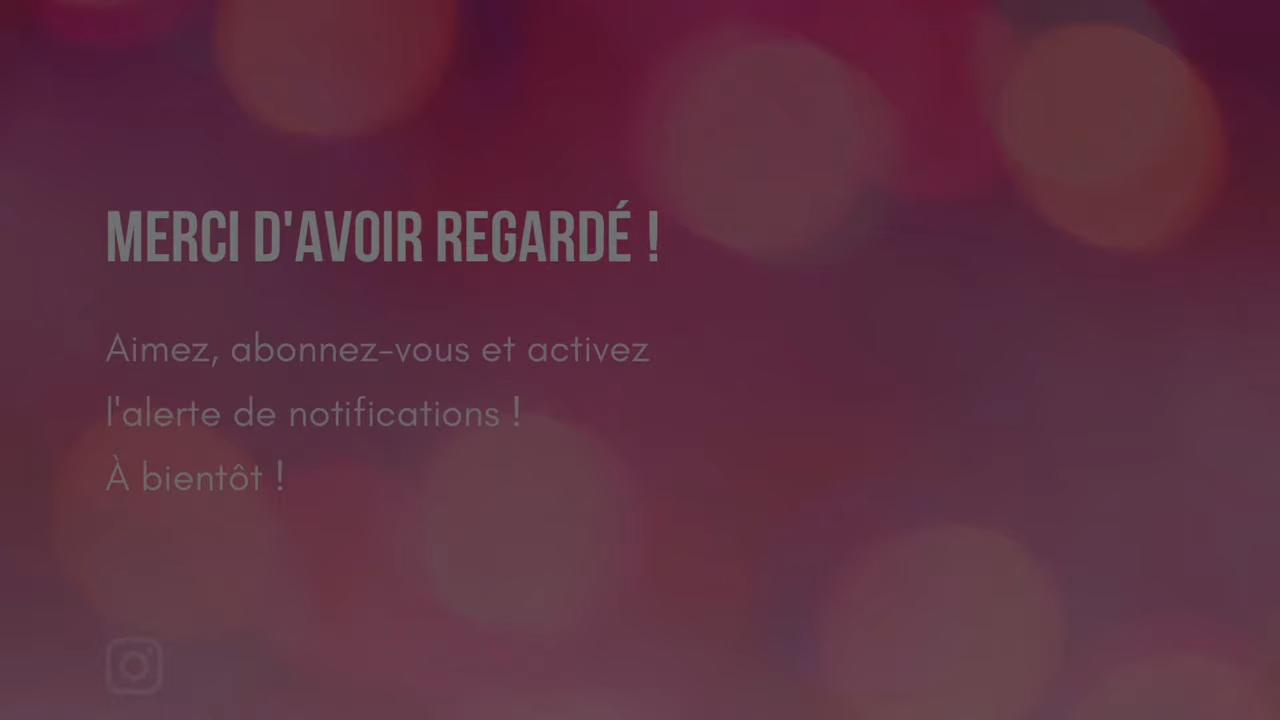 MERCI D'AVOIR REGARDÉ !
Aimez, abonnez-vous et activez
l'alerte de notifications !
À bientôt !